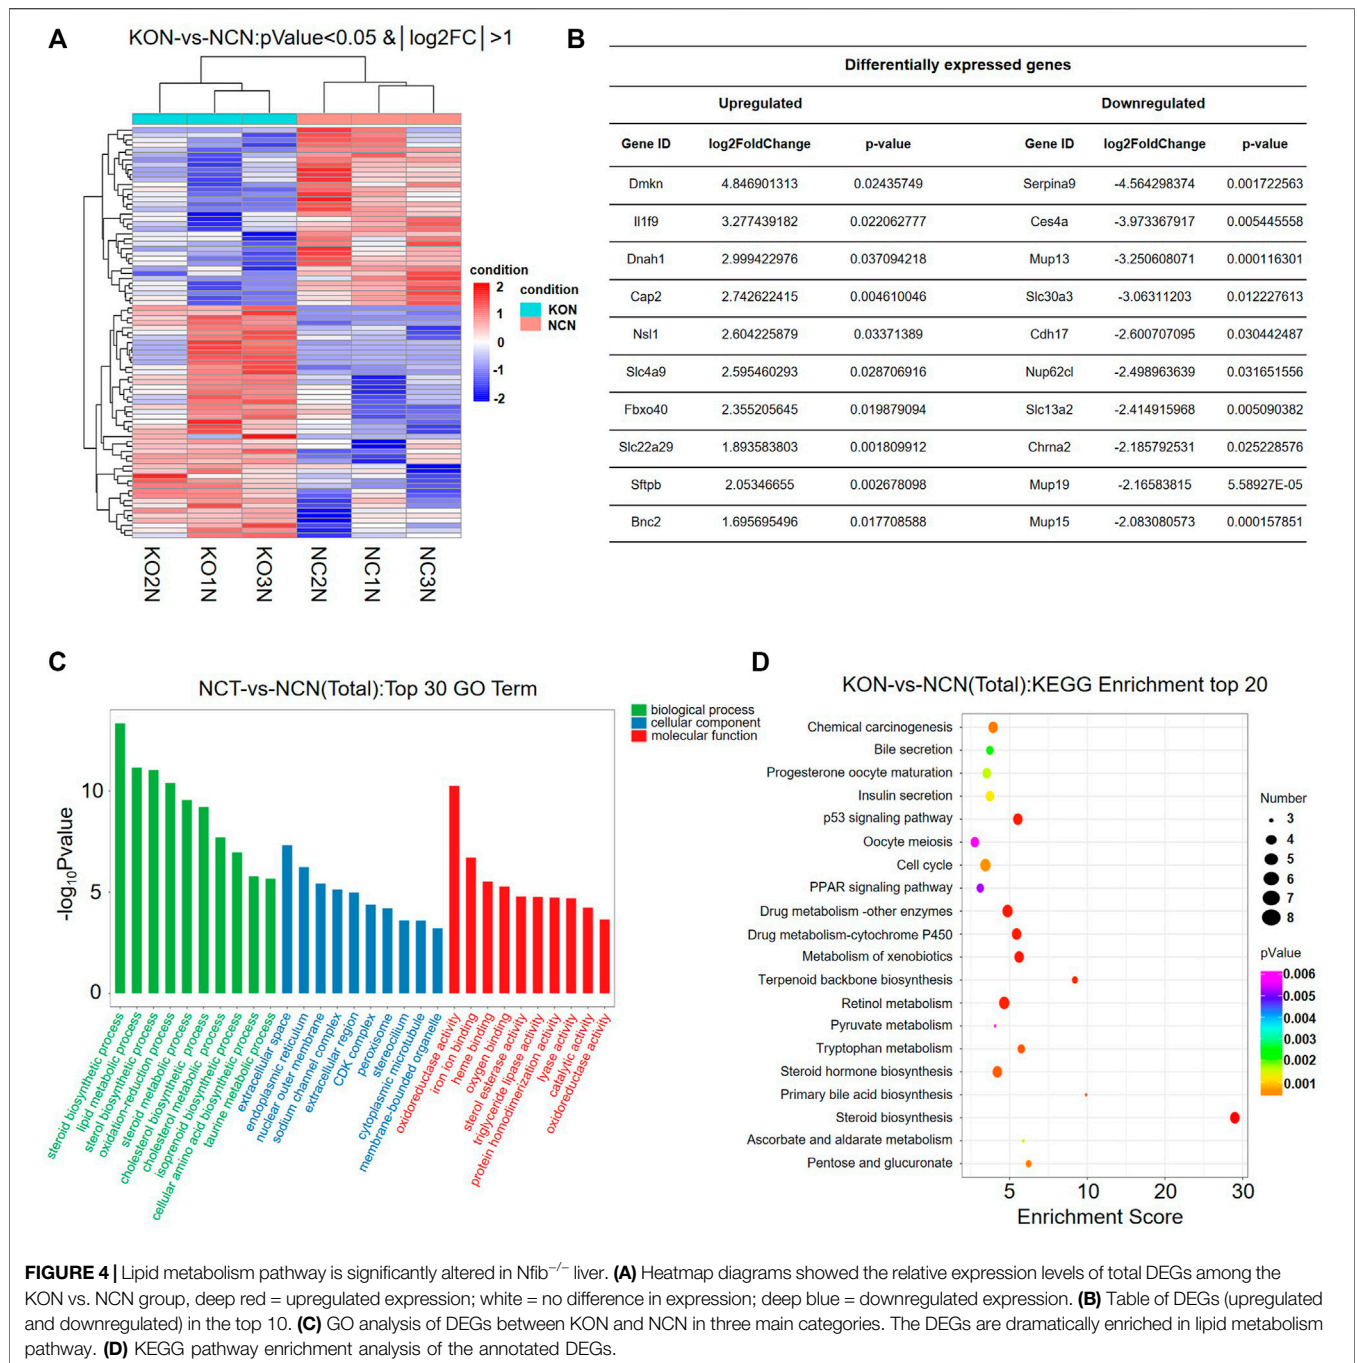 A
KON-vs-NCN:pValue<0.05 &|log2FC|>1
condition
2
1
0
-1
-2
condition
KON
NCN
KO2N
KO1N
KO3N
NC2N
NC1N
NC3N
B
Differentially expressed genes
Upregulated Downregulated
Gene ID log2FoldChange p-value Gene ID log2FoldChange p-value
Dmkn 4.846901313 0.02435749 Serpina9 -4.564298374 0.001722563
Il1f9 3.277439182 0.022062777 Ces4a -3.973367917 0.005445558
Dnah1 2.999422976 0.037094218 Mup13 -3.250608071 0.000116301
Cap2 2.742622415 0.004610046 Slc30a3 -3.06311203 0.012227613
Nsl1 2.604225879 0.03371389 Cdh17 -2.600707095 0.030442487
Slc4a9 2.595460293 0.028706916 Nup62cl -2.498963639 0.031651556
Fbxo40 2.355205645 0.019879094 Slc13a2 -2.414915968 0.005090382
Slc22a29 1.893583803 0.001809912 Chrna2 -2.185792531 0.025228576
Sftpb 2.05346655 0.002678098 Mup19 -2.16583815 5.58927E-05
Bnc2 1.695695496 0.017708588 Mup15 -2.083080573 0.000157851
C
NCT-vs-NCN(Total):Top 30 GO Term
biological process
cellular component
molecular function
-log10Pvalue
10
5
0
steroid biosynthetic process
lipid metabolic process
sterol biosynthetic process
oxidation-reduction process
steroid metabolic process
cholesterol biosynthetic process
cholesterol metabolic process
isoprenoid biosynthetic process
cellular amino acid biosynthetic process
taurine metabolic process
extracellular space
endoplasmic reticulum
nuclear outer membrane
sodium channel complex
extracellular region
CDK complex
peroxisome
stereocilium
cytoplasmic microtubule
membrane-bounded organelle
oxidoreductase activity
iron ion binding
heme binding
oxygen binding
sterol esterase activity
triglyceride lipase activity
protein homodimerization activity
lyase activity
catalytic activity
oxidoreductase activity
D
KON-vs-NCN(Total):KEGG Enrichment top 20
Chemical carcinogenesis
Bile secretion
Progesterone oocyte maturation
Insulin secretion
p53 signaling pathway
Oocyte meiosis
Cell cycle
PPAR signaling pathway
Drug metabolism -other enzymes
Drug metabolism-cytochrome P450
Metabolism of xenobiotics
Terpenoid backbone biosynthesis
Retinol metabolism
Pyruvate metabolism
Tryptophan metabolism
Steroid hormone biosynthesis
Primary bile acid biosynthesis
Steroid biosynthesis
Ascorbate and aldarate metabolism
Pentose and glucuronate
5 10 20 30
Enrichment Score
Number
3
4
5
6
7
8
pValue
0.006
0.005
0.004
0.003
0.002
0.001
FIGURE 4 | Lipid metabolism pathway is significantly altered in Nfib−/− liver. (A) Heatmap diagrams showed the relative expression levels of total DEGs among the
KON vs. NCN group, deep red = upregulated expression; white = no difference in expression; deep blue = downregulated expression. (B) Table of DEGs (upregulated
and downregulated) in the top 10. (C) GO analysis of DEGs between KON and NCN in three main categories. The DEGs are dramatically enriched in lipid metabolism
pathway. (D) KEGG pathway enrichment analysis of the annotated DEGs.